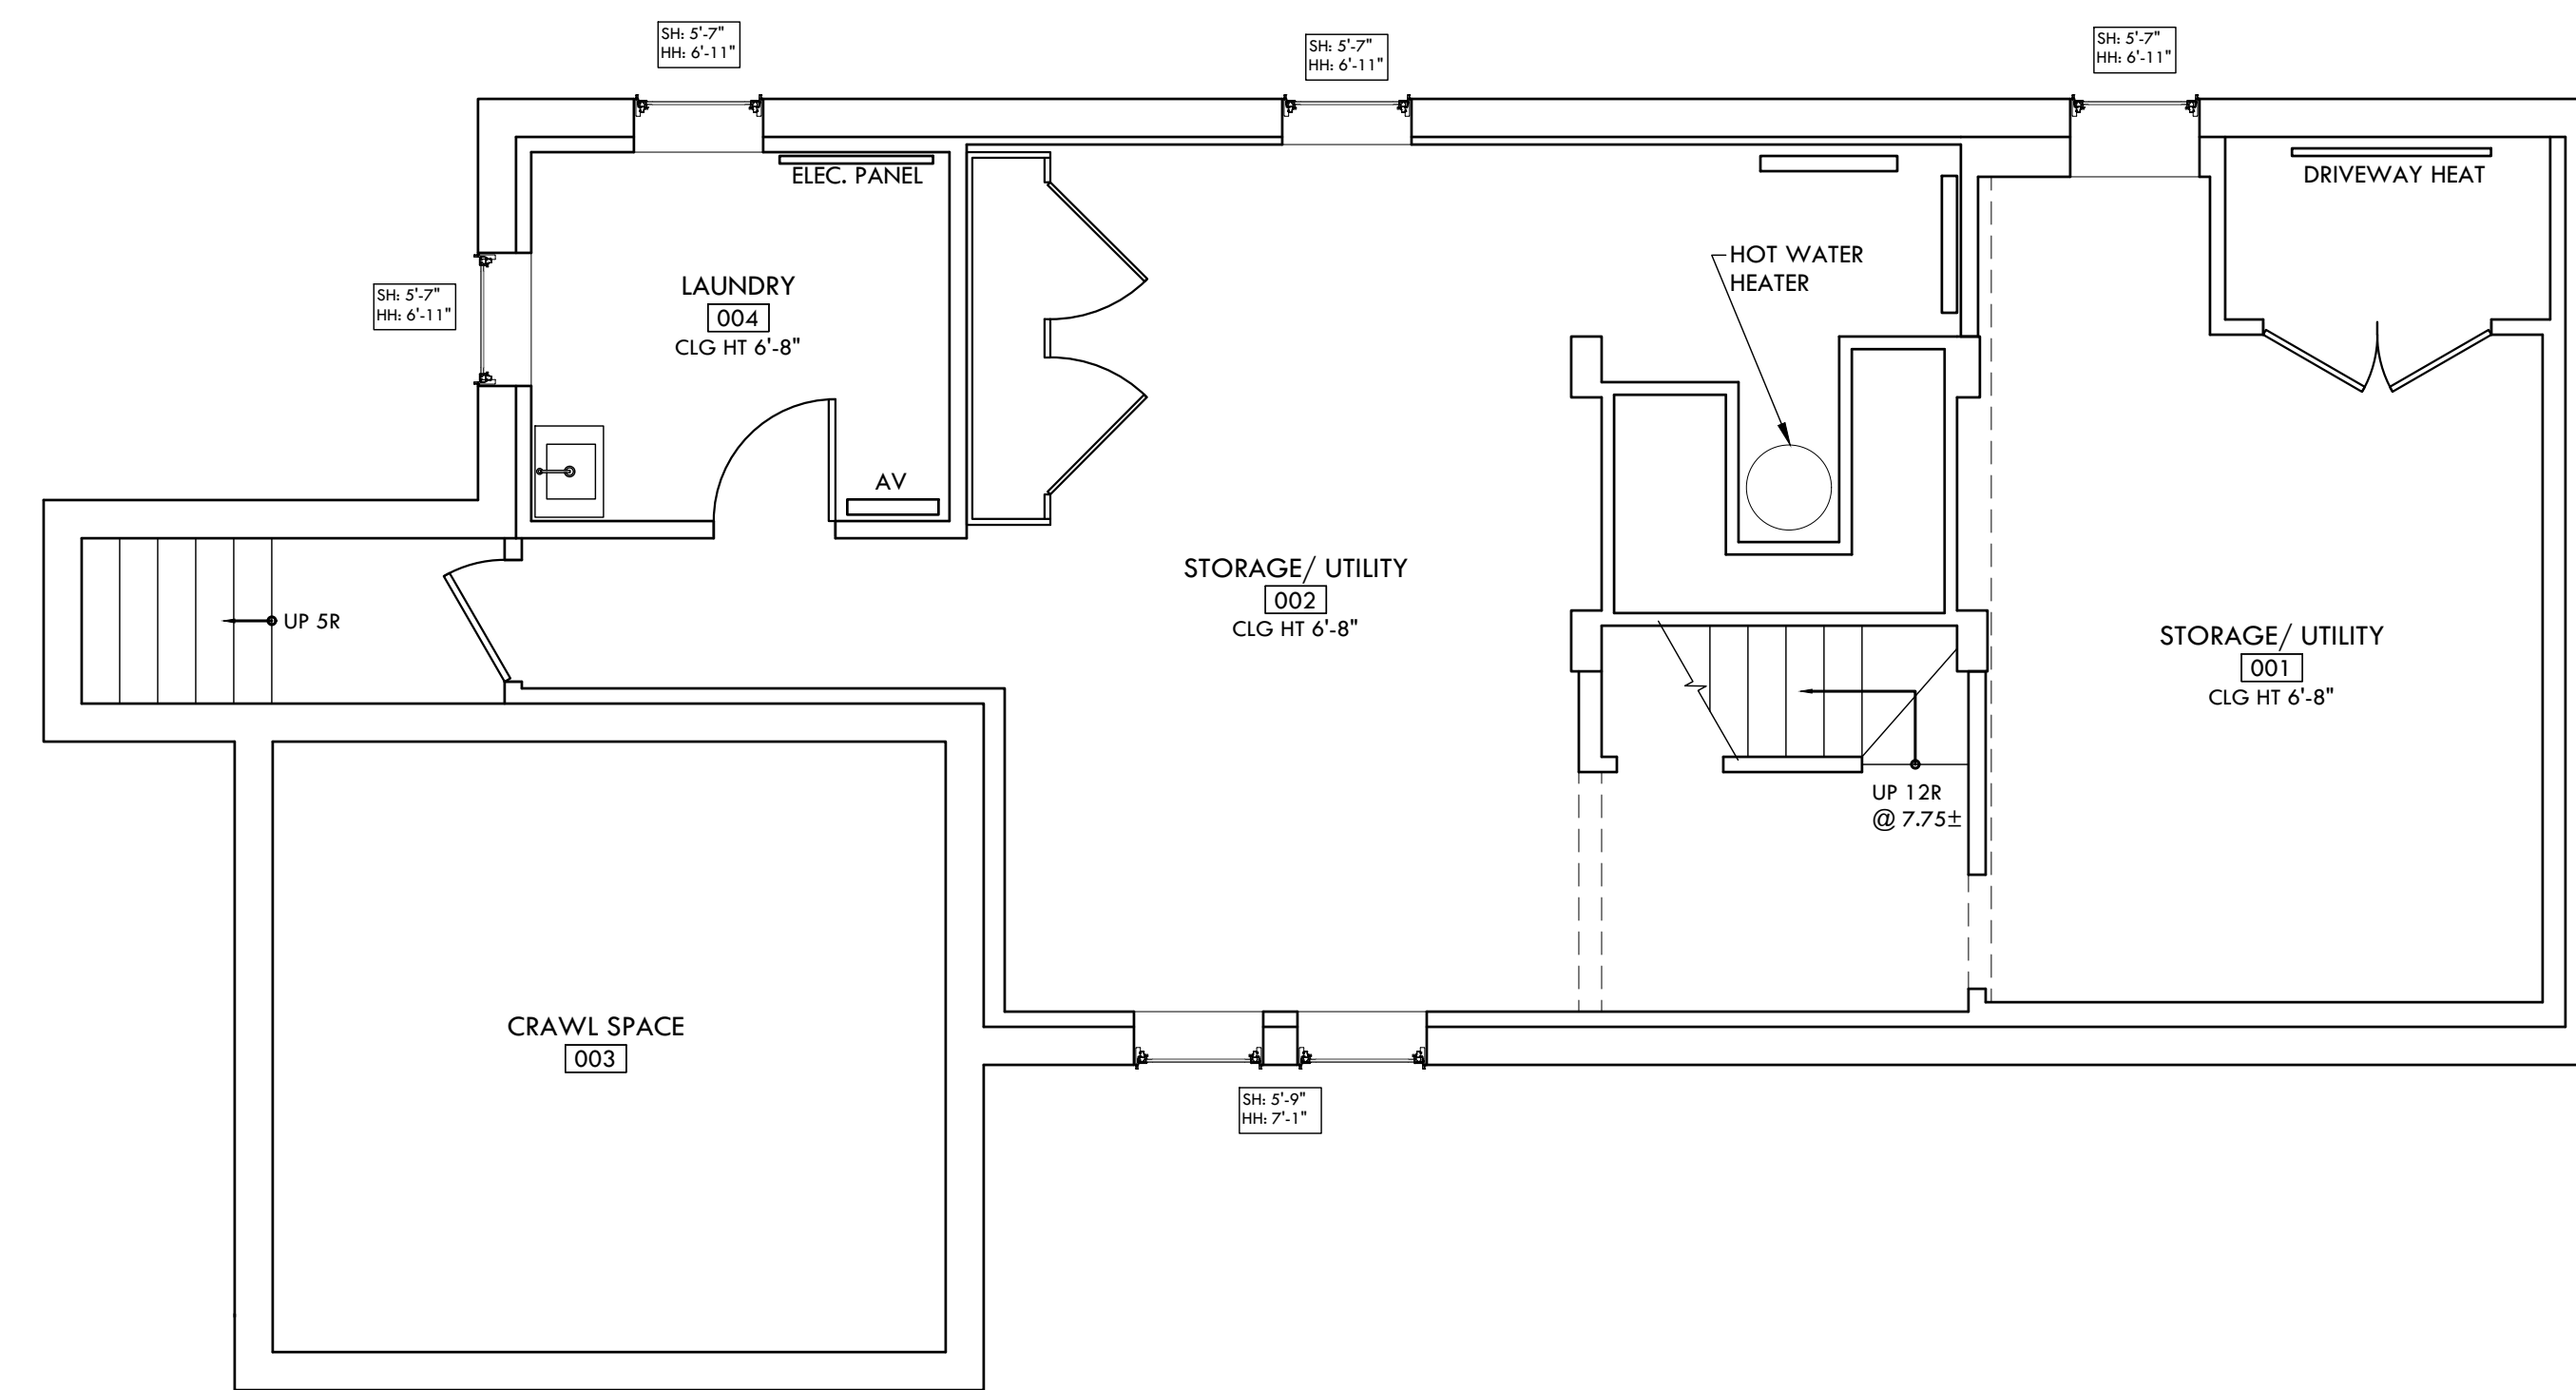 SH: 5'-7"
HH: 6'-11"
SH: 5'-7"
HH: 6'-11"
SH: 5'-7"
HH: 6'-11"
ELEC. PANEL
DRIVEWAY HEAT
HOT WATER
HEATER
SH: 5'-7"
HH: 6'-11"
LAUNDRY
004
CLG HT 6'-8"
AV
STORAGE/ UTILITY
002
CLG HT 6'-8"
UP 5R
STORAGE/ UTILITY
001
CLG HT 6'-8"
UP 12R
@ 7.75±
CRAWL SPACE
003
SH: 5'-9"
HH: 7'-1"